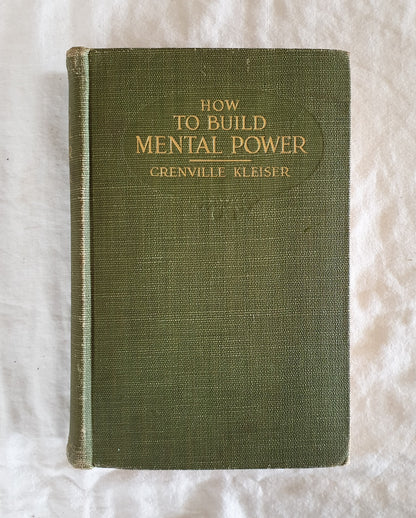 HOW
TO BUILD
MENTAL POWER
GRENVILLE KLEISER